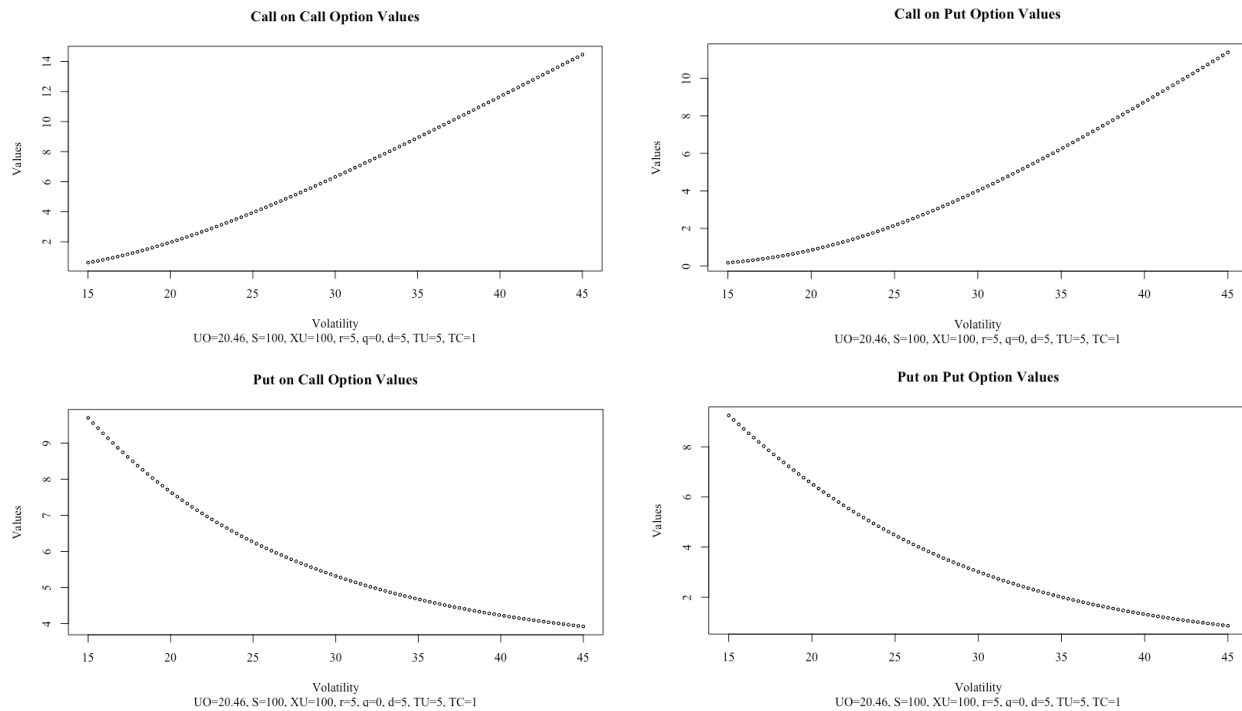 Call on Call Option Values
Values
14
12
10
8
6
4
2
15 20 25 30 35 40 45
Volatility
UO=20.46, S=100, XU=100, r=5, q=0, d=5, TU=5, TC=1
Call on Put Option Values
Values
10
8
6
4
2
0
15 20 25 30 35 40 45
Volatility
UO=20.46, S=100, XU=100, r=5, q=0, d=5, TU=5, TC=1
Put on Call Option Values
Values
9
8
7
6
5
4
15 20 25 30 35 40 45
Volatility
UO=20.46, S=100, XU=100, r=5, q=0, d=5, TU=5, TC=1
Put on Put Option Values
Values
8
6
4
2
15 20 25 30 35 40 45
Volatility
UO=20.46, S=100, XU=100, r=5, q=0, d=5, TU=5, TC=1